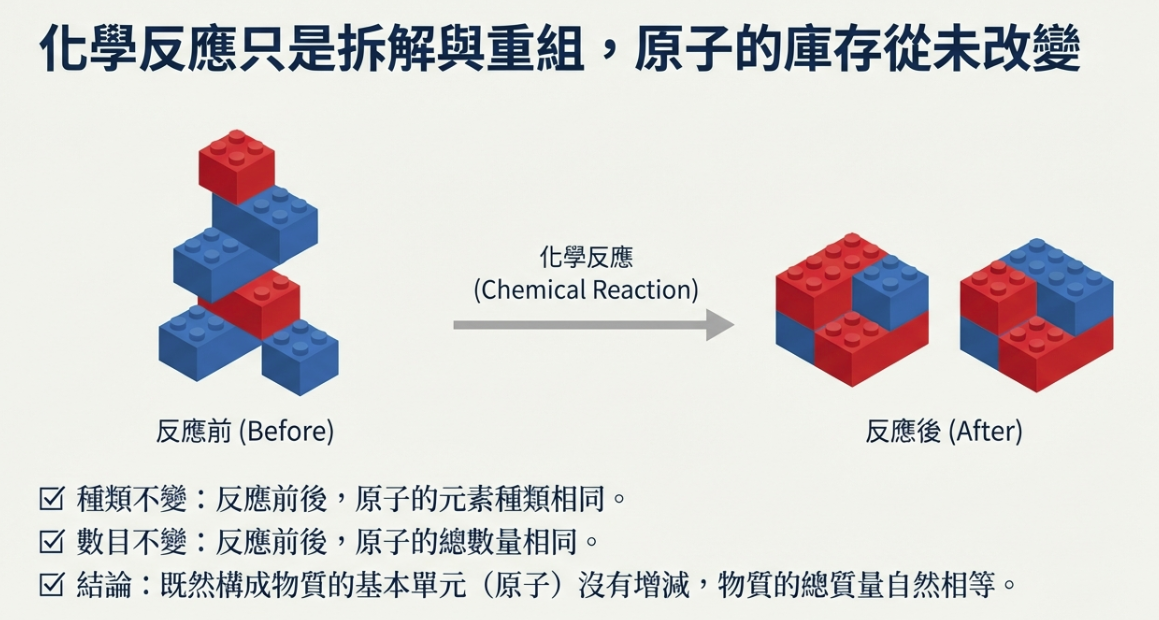 化學反應只是拆解與重組，原子的庫存從未改變
化學反應
(Chemical Reaction)
反應前 (Before)
反應後 (After)
☑ 種類不變：反應前後，原子的元素種類相同。
☑ 數目不變：反應前後，原子的總數量相同。
☑ 結論：既然構成物質的基本單元（原子）沒有增減，物質的總質量自然相等。